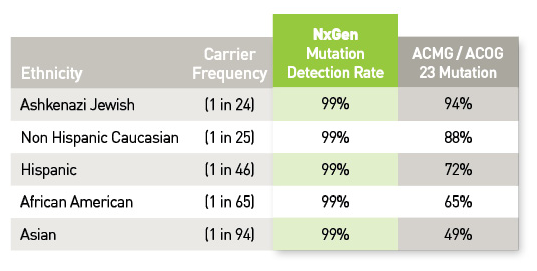 Ethnicity Carrier Frequency NxGen Mutation Detection Rate ACMG / ACOG 23 Mutation
Ashkenazi Jewish (1 in 24) 99% 94%
Non Hispanic Caucasian (1 in 25) 99% 88%
Hispanic (1 in 46) 99% 72%
African American (1 in 65) 99% 65%
Asian (1 in 94) 99% 49%